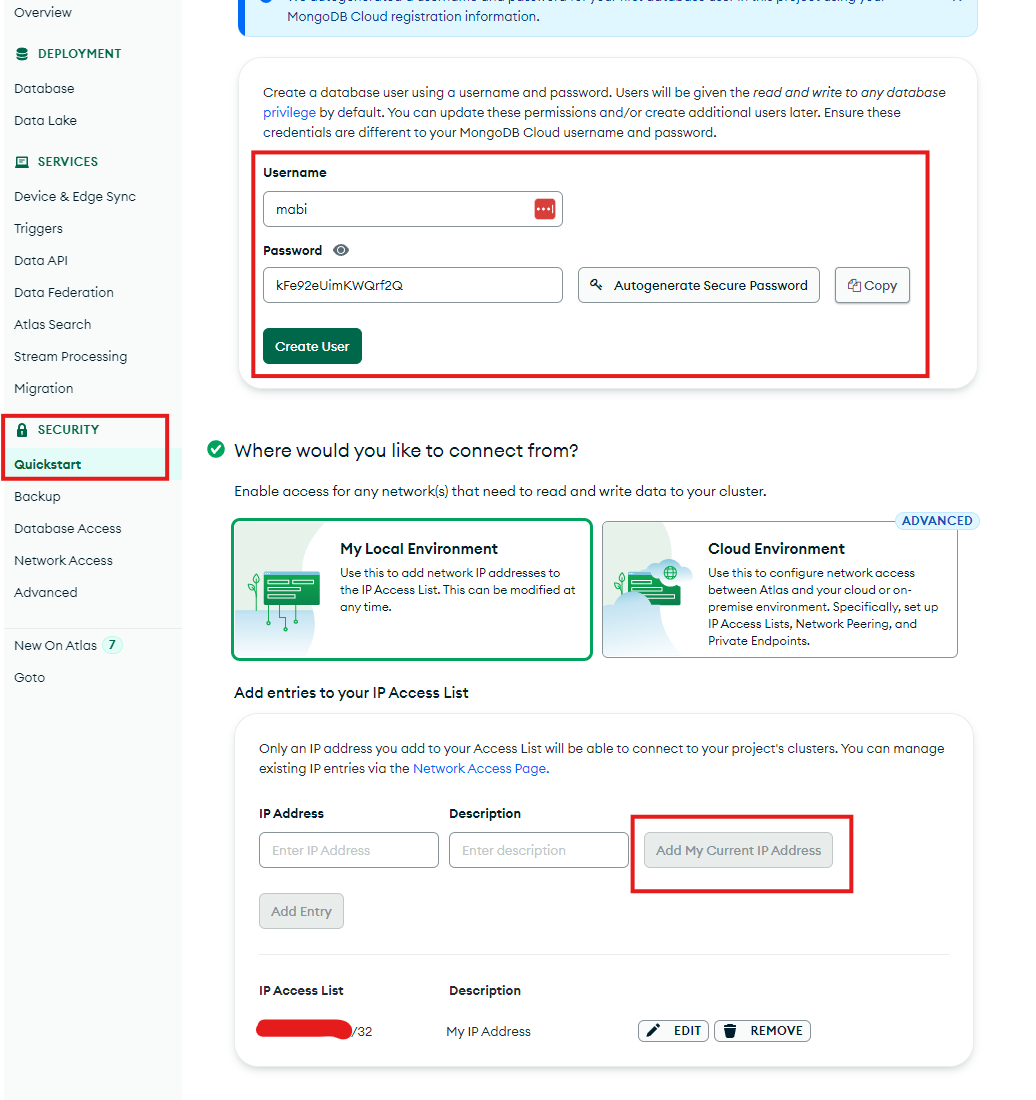 Overview
DEPLOYMENT
Database
Data Lake
SERVICES
Device & Edge Sync
Triggers
Data API
Data Federation
Atlas Search
Stream Processing
Migration
SECURITY
Quickstart
Backup
Database Access
Network Access
Advanced
New On Atlas 7
Goto
MongoDB Cloud registration information.
Create a database user using a username and password. Users will be given the read and write to any database
privilege by default. You can update these permissions and/or create additional users later. Ensure these
credentials are different to your MongoDB Cloud username and password.
Username
mabi
Password
kFe92eUimKWQrf2Q
Autogenerate Secure Password
Copy
Create User
Where would you like to connect from?
Enable access for any network(s) that need to read and write data to your cluster.
My Local Environment
Use this to add network IP addresses to
the IP Access List. This can be modified at
any time.
ADVANCED
Cloud Environment
Use this to configure network access
between Atlas and your cloud or on-
premise environment. Specifically, set up
IP Access Lists, Network Peering, and
Private Endpoints.
Add entries to your IP Access List
Only an IP address you add to your Access List will be able to connect to your project's clusters. You can manage
existing IP entries via the Network Access Page.
IP Address
Description
Enter IP Address
Enter description
Add My Current IP Address
Add Entry
IP Access List
Description
/32
My IP Address
EDIT
REMOVE